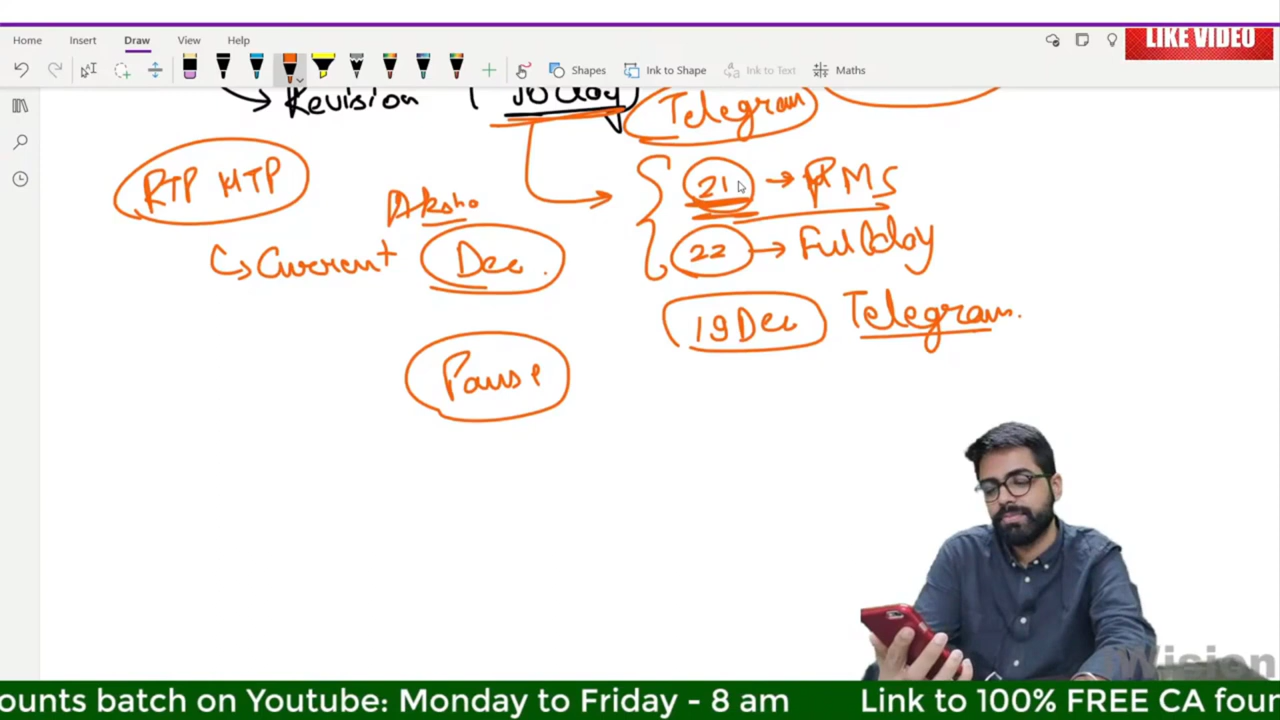 LIKE VIDEO
Home Insert Draw View Help
Shapes Ink to Shape Ink to Text Maths
Revision
Telegram
RTP MTP
21 → PMS
Current Dec.
22 → Full day
19 Dec Telegram.
Pause
ounts batch on Youtube: Monday to Friday - 8 am Link to 100% FREE CA four